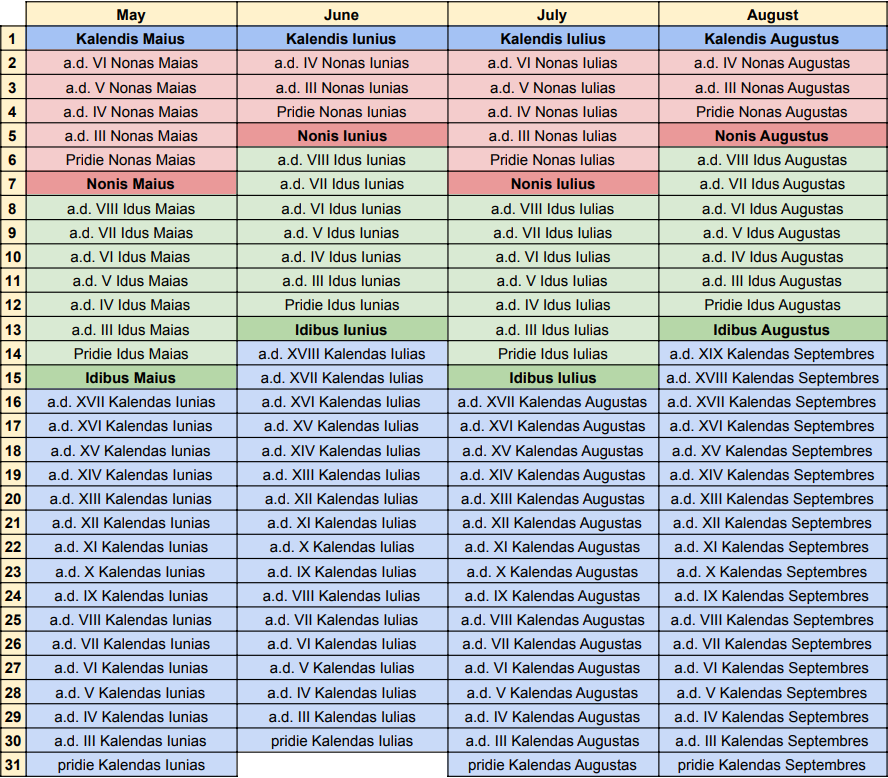 May June July August
1 Kalendis Maius Kalendis Iunius Kalendis Iulius Kalendis Augustus
2 a.d. VI Nonas Maias a.d. IV Nonas Iunias a.d. VI Nonas Iulias a.d. IV Nonas Augustas
3 a.d. V Nonas Maias a.d. III Nonas Iunias a.d. V Nonas Iulias a.d. III Nonas Augustas
4 a.d. IV Nonas Maias Pridie Nonas Iunias a.d. IV Nonas Iulias Pridie Nonas Augustas
5 a.d. III Nonas Maias Nonis Iunius a.d. III Nonas Iulias Nonis Augustus
6 Pridie Nonas Maias a.d. VIII Idus Iunias Pridie Nonas Iulias a.d. VIII Idus Augustas
7 Nonis Maius a.d. VII Idus Iunias Nonis Iulius a.d. VII Idus Augustas
8 a.d. VIII Idus Maias a.d. VI Idus Iunias a.d. VIII Idus Iulias a.d. VI Idus Augustas
9 a.d. VII Idus Maias a.d. V Idus Iunias a.d. VII Idus Iulias a.d. V Idus Augustas
10 a.d. VI Idus Maias a.d. IV Idus Iunias a.d. VI Idus Iulias a.d. IV Idus Augustas
11 a.d. V Idus Maias a.d. III Idus Iunias a.d. V Idus Iulias a.d. III Idus Augustas
12 a.d. IV Idus Maias Pridie Idus Iunias a.d. IV Idus Iulias Pridie Idus Augustas
13 a.d. III Idus Maias Idibus Iunius a.d. III Idus Iulias Idibus Augustus
14 Pridie Idus Maias a.d. XVIII Kalendas Iulias Pridie Idus Iulias a.d. XIX Kalendas Septembres
15 Idibus Maius a.d. XVII Kalendas Iulias Idibus Iulius a.d. XVIII Kalendas Septembres
16 a.d. XVII Kalendas Iunias a.d. XVI Kalendas Iulias a.d. XVII Kalendas Augustas a.d. XVII Kalendas Septembres
17 a.d. XVI Kalendas Iunias a.d. XV Kalendas Iulias a.d. XVI Kalendas Augustas a.d. XVI Kalendas Septembres
18 a.d. XV Kalendas Iunias a.d. XIV Kalendas Iulias a.d. XV Kalendas Augustas a.d. XV Kalendas Septembres
19 a.d. XIV Kalendas Iunias a.d. XIII Kalendas Iulias a.d. XIV Kalendas Augustas a.d. XIV Kalendas Septembres
20 a.d. XIII Kalendas Iunias a.d. XII Kalendas Iulias a.d. XIII Kalendas Augustas a.d. XIII Kalendas Septembres
21 a.d. XII Kalendas Iunias a.d. XI Kalendas Iulias a.d. XII Kalendas Augustas a.d. XII Kalendas Septembres
22 a.d. XI Kalendas Iunias a.d. X Kalendas Iulias a.d. XI Kalendas Augustas a.d. XI Kalendas Septembres
23 a.d. X Kalendas Iunias a.d. IX Kalendas Iulias a.d. X Kalendas Augustas a.d. X Kalendas Septembres
24 a.d. IX Kalendas Iunias a.d. VIII Kalendas Iulias a.d. IX Kalendas Augustas a.d. IX Kalendas Septembres
25 a.d. VIII Kalendas Iunias a.d. VII Kalendas Iulias a.d. VIII Kalendas Augustas a.d. VIII Kalendas Septembres
26 a.d. VII Kalendas Iunias a.d. VI Kalendas Iulias a.d. VII Kalendas Augustas a.d. VII Kalendas Septembres
27 a.d. VI Kalendas Iunias a.d. V Kalendas Iulias a.d. VI Kalendas Augustas a.d. VI Kalendas Septembres
28 a.d. V Kalendas Iunias a.d. IV Kalendas Iulias a.d. V Kalendas Augustas a.d. V Kalendas Septembres
29 a.d. IV Kalendas Iunias a.d. III Kalendas Iulias a.d. IV Kalendas Augustas a.d. IV Kalendas Septembres
30 a.d. III Kalendas Iunias pridie Kalendas Iulias a.d. III Kalendas Augustas a.d. III Kalendas Septembres
31 pridie Kalendas Iunias pridie Kalendas Augustas pridie Kalendas Septembres